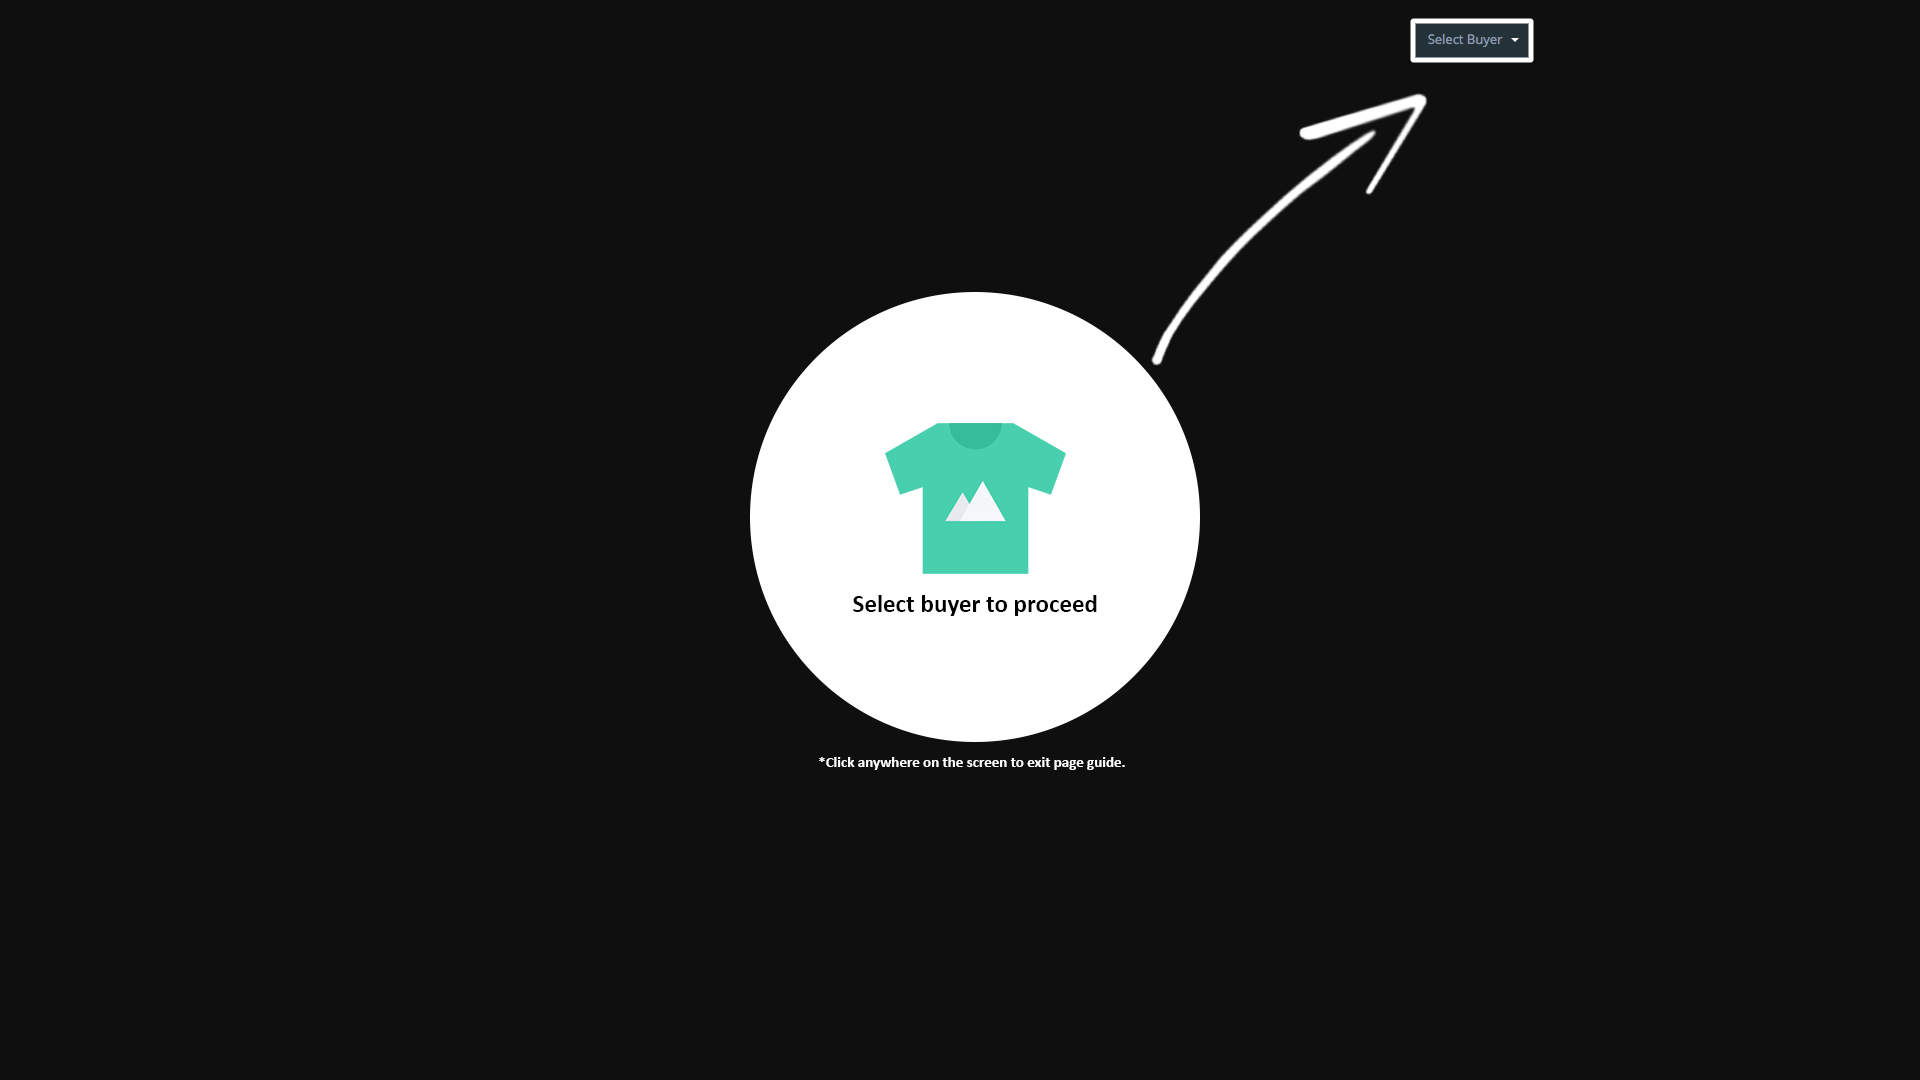 Select Buyer
Select buyer to proceed
*Click anywhere on the screen to exit page guide.